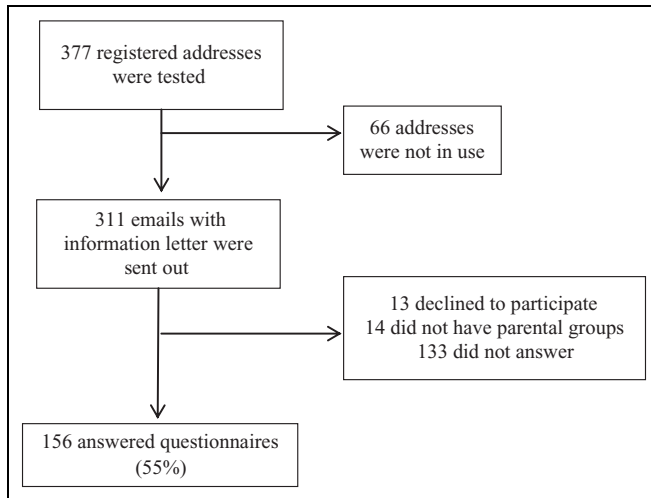 377 registered addresses
were tested
66 addresses
were not in use
311 emails with
information letter were
sent out
13 declined to participate
14 did not have parental groups
133 did not answer
156 answered questionnaires
(55%)